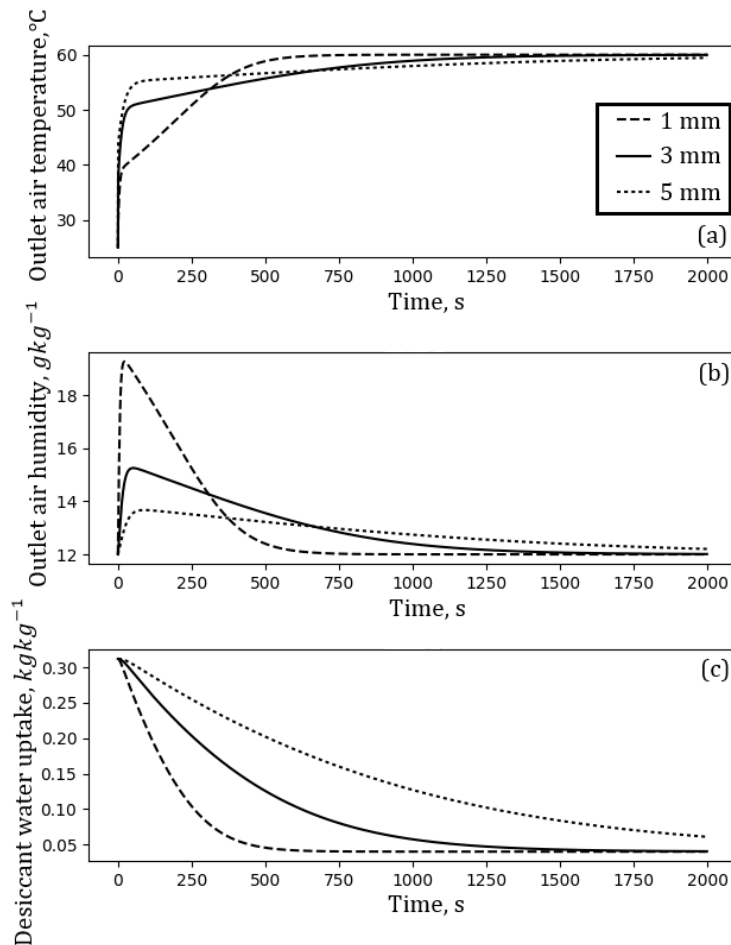 Outlet air temperature,°C
60
50
40
30
1 mm
3 mm
5 mm
(a)
0 250 500 750 1000 1250 1500 1750 2000
Time, s
Outlet air humidity, gkg⁻¹
18
16
14
12
(b)
0 250 500 750 1000 1250 1500 1750 2000
Time, s
Desiccant water uptake, kgkg⁻¹
0.30
0.25
0.20
0.15
0.10
0.05
(c)
0 250 500 750 1000 1250 1500 1750 2000
Time, s